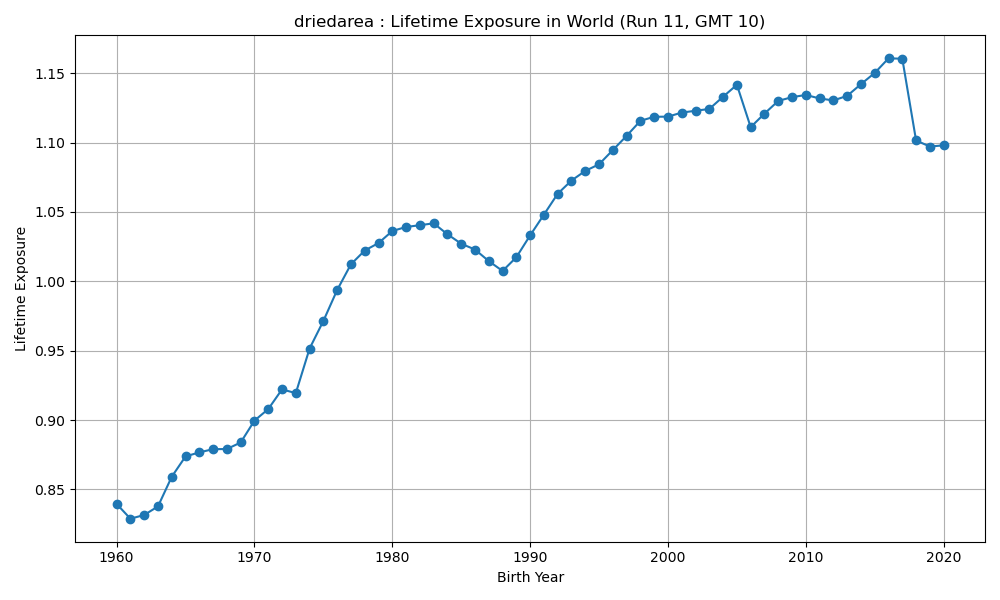 driedarea : Lifetime Exposure in World (Run 11, GMT 10)
Lifetime Exposure
1.15
1.10
1.05
1.00
0.95
0.90
0.85
1960 1970 1980 1990 2000 2010 2020
Birth Year